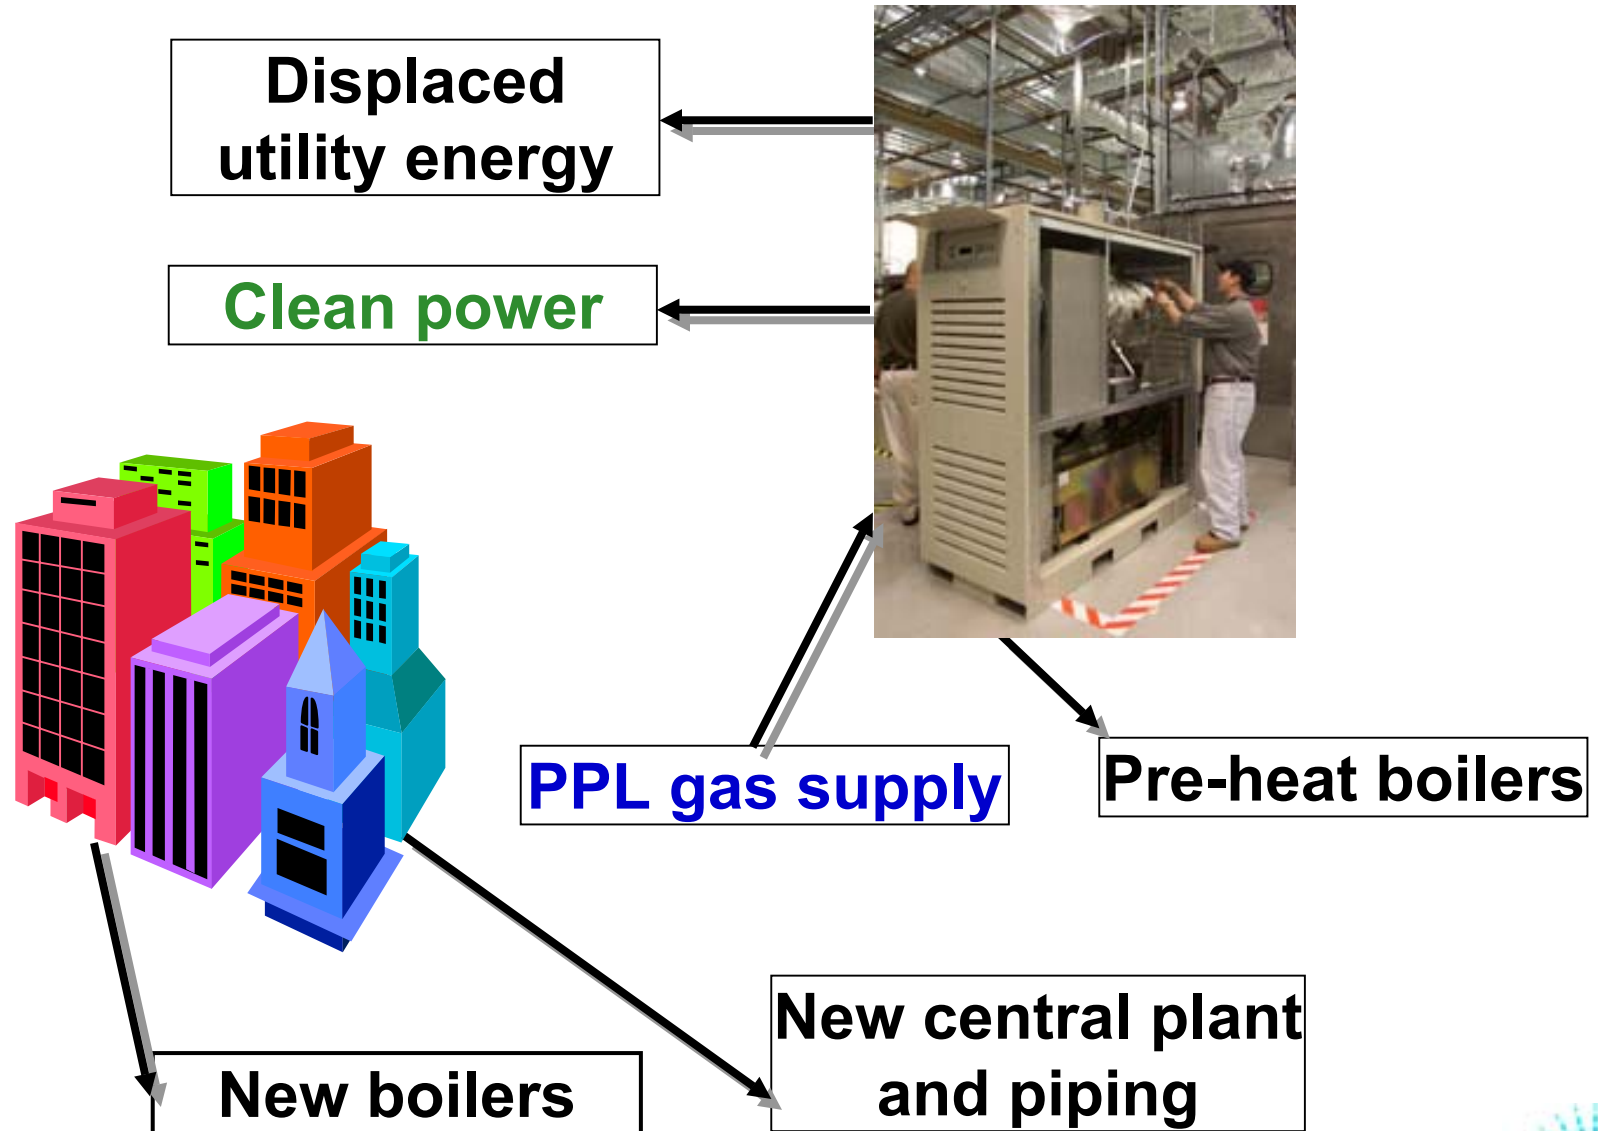 Displaced
utility energy
Clean power
PPL gas supply
Pre-heat boilers
New central plant
and piping
New boilers